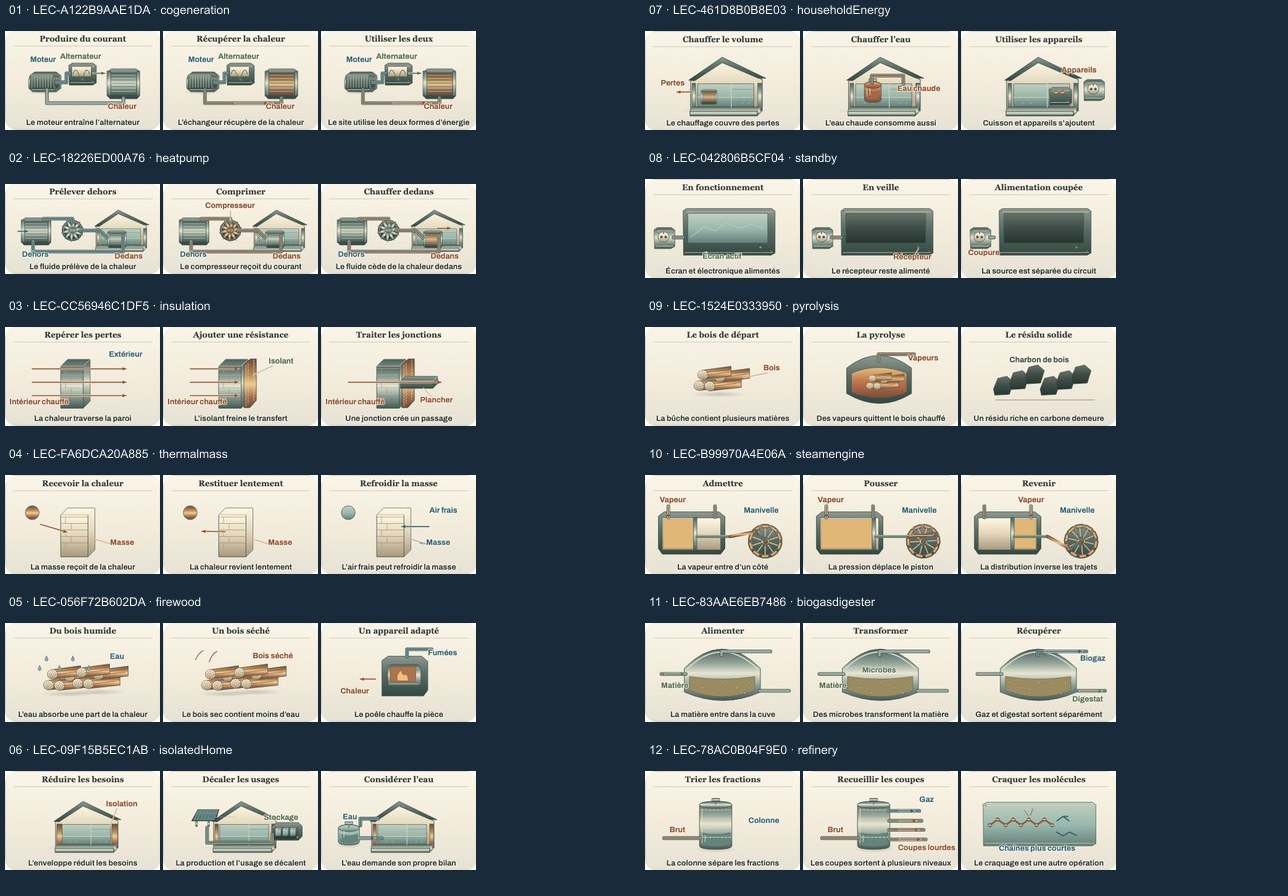 01 · LEC-A122B9AAE1DA · cogeneration
Produire du courant
Moteur
Alternateur
Chaleur
Le moteur entraîne l'alternateur
Récupérer la chaleur
Moteur
Alternateur
Chaleur
L'échangeur récupère de la chaleur
Utiliser les deux
Moteur
Alternateur
Chaleur
Le site utilise les deux formes d'énergie
02 · LEC-18226ED00A76 · heatpump
Prélever dehors
Dehors
Dedans
Le fluide prélève de la chaleur
Comprimer
Compresseur
Dehors
Dedans
Le compresseur reçoit du courant
Chauffer dedans
Dehors
Dedans
Le fluide cède de la chaleur dedans
03 · LEC-CC56946C1DF5 · insulation
Repérer les pertes
Extérieur
Intérieur chauffé
La chaleur traverse la paroi
Ajouter une résistance
Isolant
Intérieur chauffé
L'isolant freine le transfert
Traiter les jonctions
Intérieur chauffé
Plancher
Une jonction crée un passage
04 · LEC-FA6DCA20A885 · thermalmass
Recevoir la chaleur
Masse
La masse reçoit de la chaleur
Restituer lentement
Masse
La chaleur revient lentement
Refroidir la masse
Air frais
Masse
L'air frais peut refroidir la masse
05 · LEC-056F72B602DA · firewood
Du bois humide
Eau
L'eau absorbe une part de la chaleur
Un bois séché
Bois séché
Le bois sec contient moins d'eau
Un appareil adapté
Fumées
Chaleur
Le poêle chauffe la pièce
06 · LEC-09F15B5EC1AB · isolatedHome
Réduire les besoins
Isolation
L'enveloppe réduit les besoins
Décaler les usages
Stockage
La production et l'usage se décalent
Considérer l'eau
Eau
L'eau demande son propre bilan
07 · LEC-461D8B0B8E03 · householdEnergy
Chauffer le volume
Pertes
Le chauffage couvre des pertes
Chauffer l'eau
Eau chaude
L'eau chaude consomme aussi
Utiliser les appareils
Appareils
Cuisson et appareils s'ajoutent
08 · LEC-042806B5CF04 · standby
En fonctionnement
Écran actif
Écran et électronique alimentés
En veille
Récepteur
Le récepteur reste alimenté
Alimentation coupée
Coupure
La source est séparée du circuit
09 · LEC-1524E0333950 · pyrolysis
Le bois de départ
Bois
La bûche contient plusieurs matières
La pyrolyse
Vapeurs
Des vapeurs quittent le bois chauffé
Le résidu solide
Charbon de bois
Un résidu riche en carbone demeure
10 · LEC-B99970A4E06A · steamengine
Admettre
Vapeur
Manivelle
La vapeur entre d'un côté
Pousser
Vapeur
Manivelle
La pression déplace le piston
Revenir
Vapeur
Manivelle
La distribution inverse les trajets
11 · LEC-83AAE6EB7486 · biogasdigester
Alimenter
Matière
La matière entre dans la cuve
Transformer
Microbes
Matière
Des microbes transforment la matière
Récupérer
Biogaz
Digestat
Gaz et digestat sortent séparément
12 · LEC-78AC0B04F9E0 · refinery
Trier les fractions
Colonne
Brut
La colonne sépare les fractions
Recueillir les coupes
Gaz
Brut
Coupes lourdes
Les coupes sortent à plusieurs niveaux
Craquer les molécules
Chaînes plus courtes
Le craquage est une autre opération